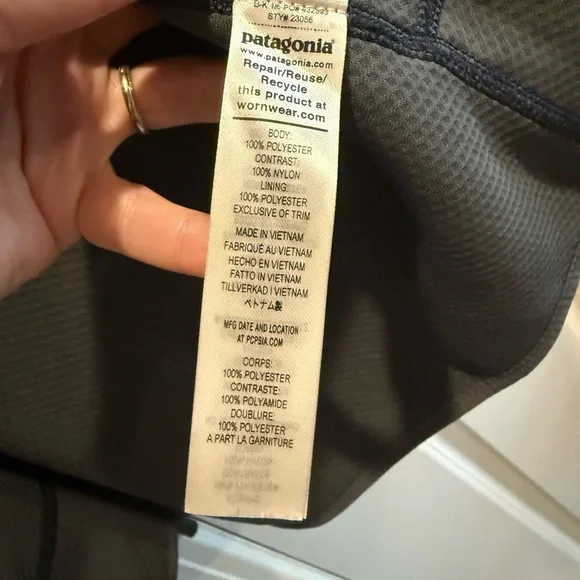 STY# 23056
patagonia®
www.patagonia.com
Repair/Reuse/
Recycle
this product at
wornwear.com
BODY:
100% POLYESTER
CONTRAST:
100% NYLON
LINING:
100% POLYESTER
EXCLUSIVE OF TRIM
MADE IN VIETNAM
FABRIQUÉ AU VIETNAM
HECHO EN VIETNAM
FATTO IN VIETNAM
TILLVERKAD I VIETNAM
ベトナム製
MFG DATE AND LOCATION
AT PCPSIA.COM
CORPS:
100% POLYESTER
CONTRASTE:
100% POLYAMIDE
DOUBLURE:
100% POLYESTER
A PART LA GARNITURE